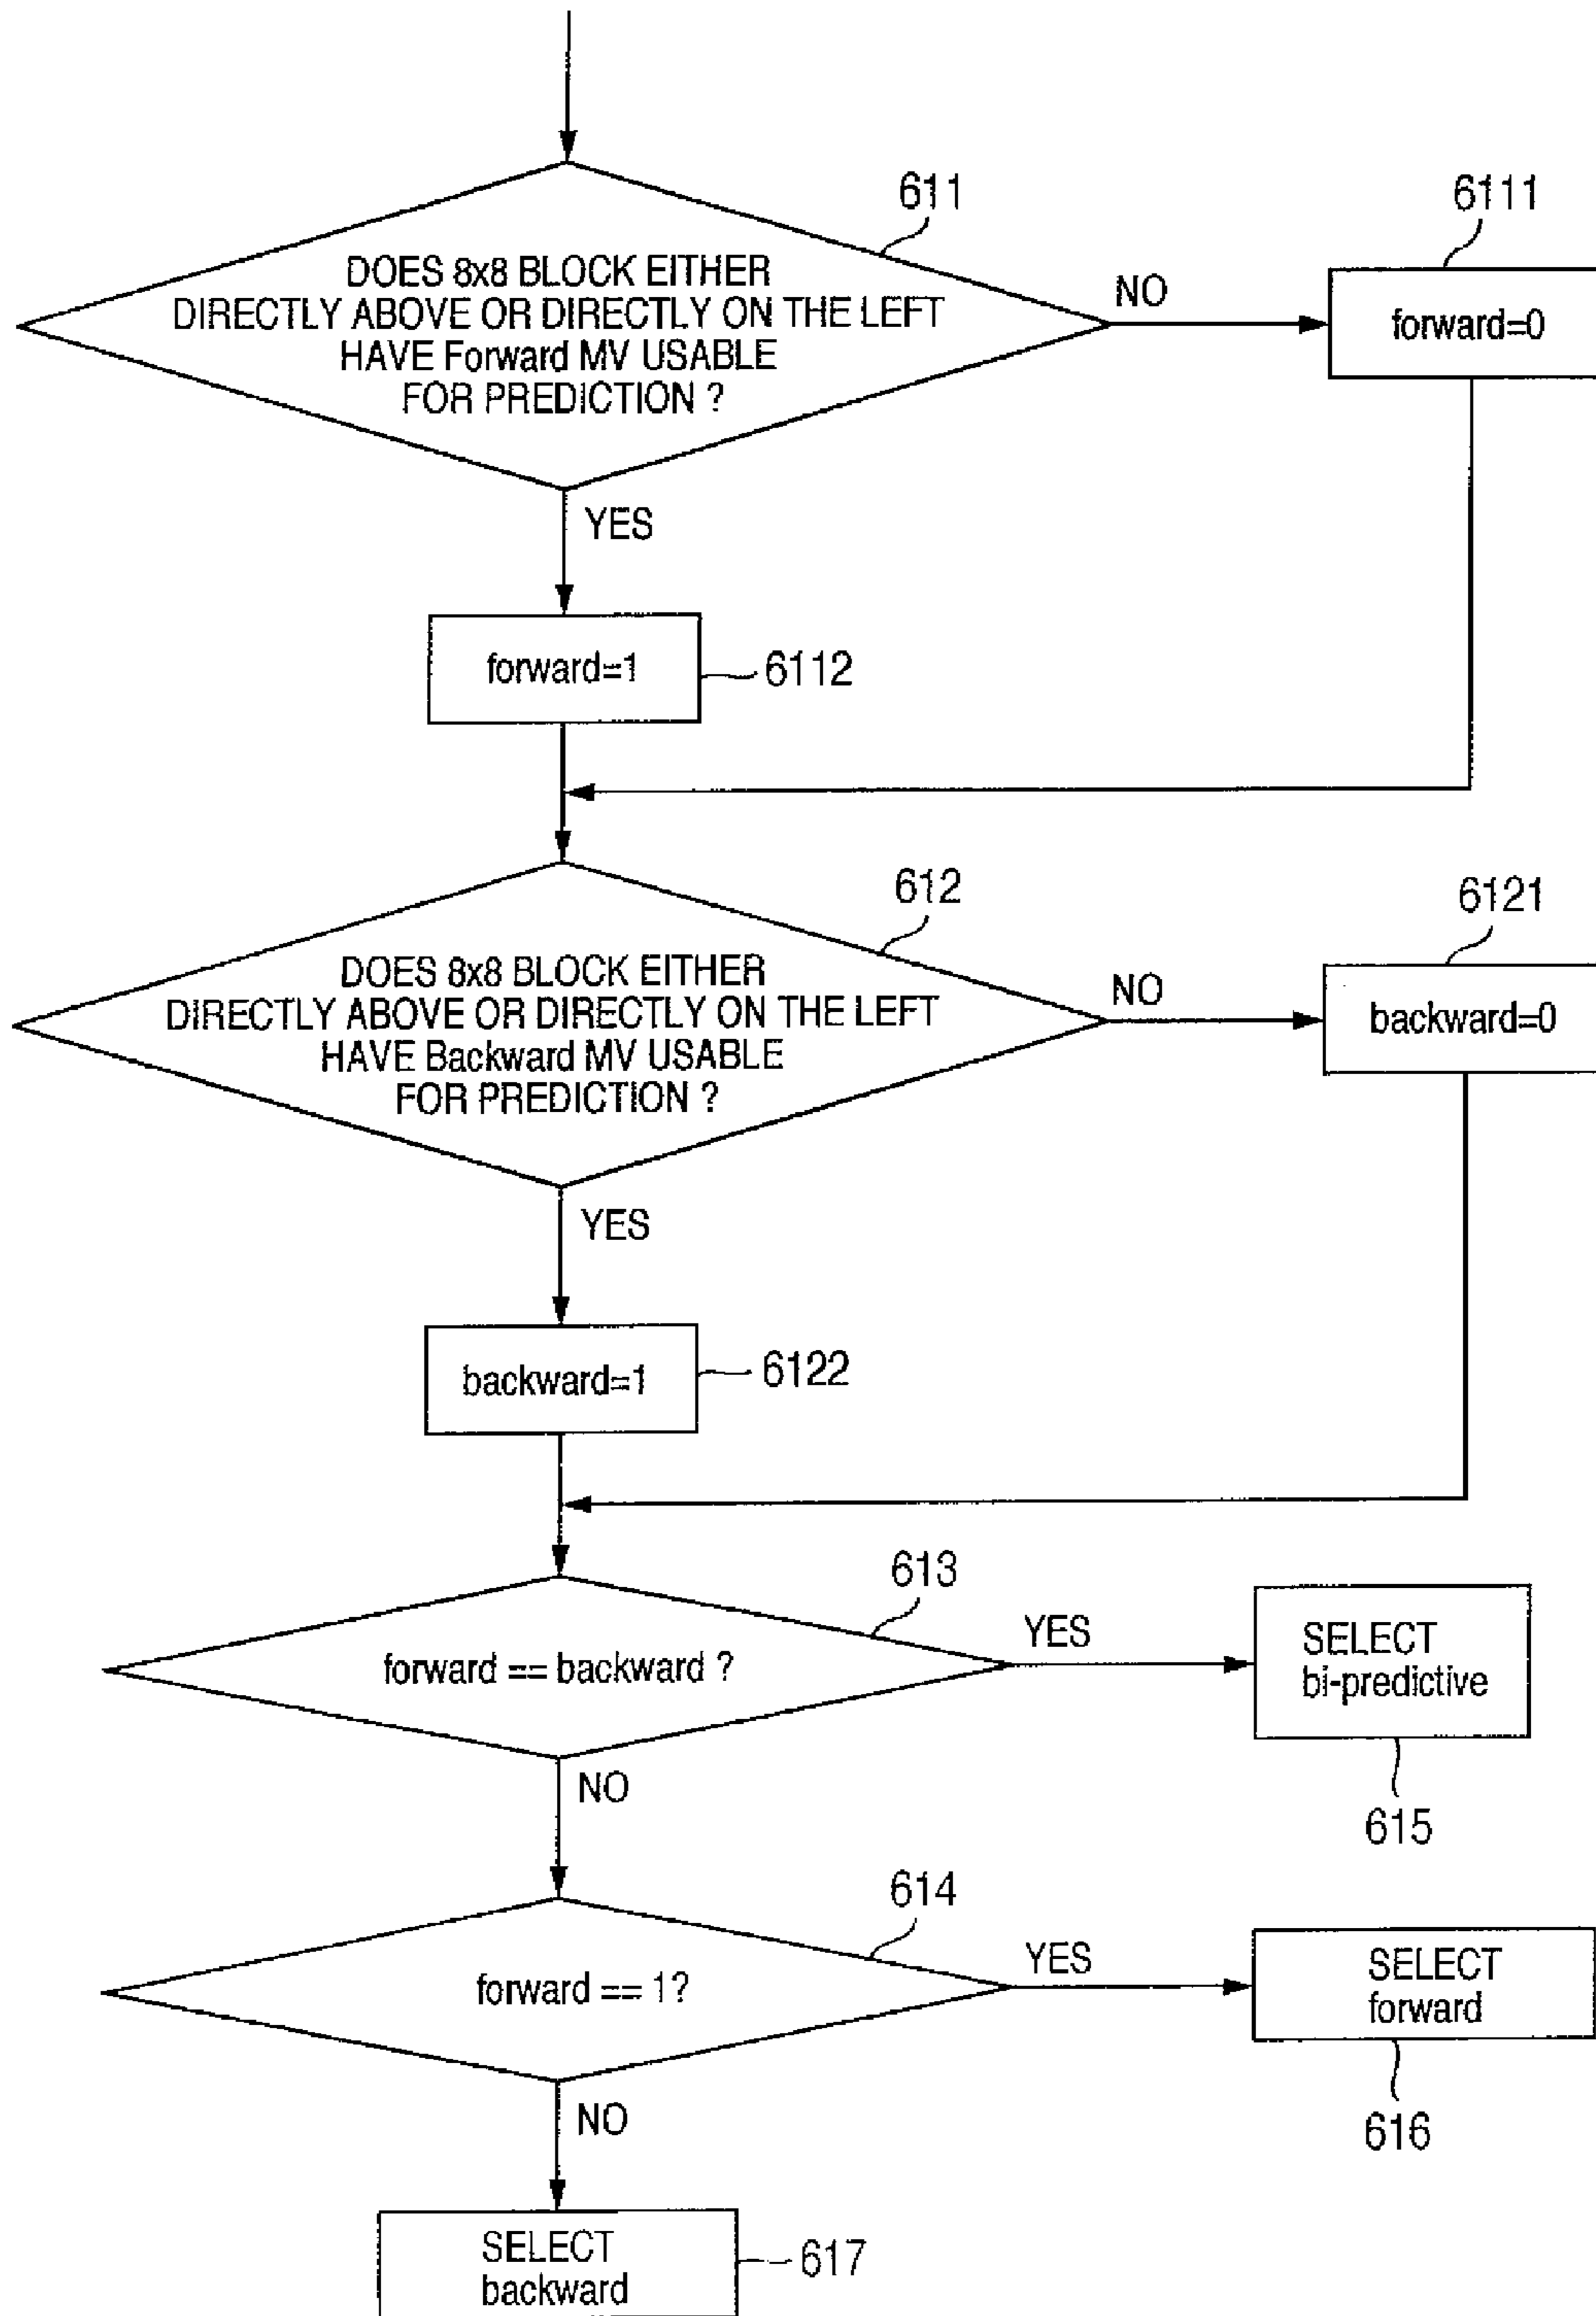 611
6111
DOES 8x8 BLOCK EITHER
DIRECTLY ABOVE OR DIRECTLY ON THE LEFT
HAVE Forward MV USABLE
FOR PREDICTION ?
NO
forward=0
YES
forward=1
6112
612
6121
DOES 8x8 BLOCK EITHER
DIRECTLY ABOVE OR DIRECTLY ON THE LEFT
HAVE Backward MV USABLE
FOR PREDICTION ?
NO
backward=0
YES
backward=1
6122
613
forward == backward ?
YES
SELECT
bi-predictive
615
NO
614
forward == 1?
YES
SELECT
forward
616
NO
SELECT
backward
617